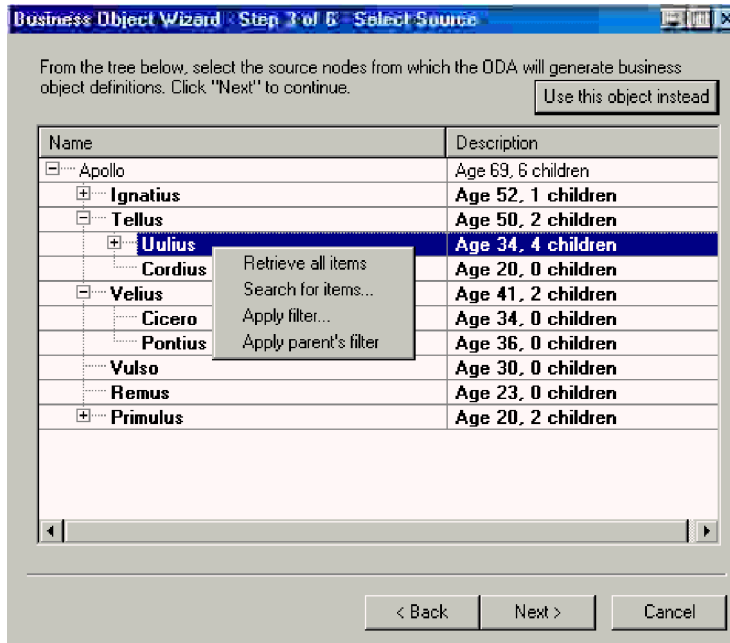 Business Object Wizard - Step 3 of 6 - Select Source
From the tree below, select the source nodes from which the ODA will generate business
object definitions. Click "Next" to continue.
Use this object instead
Name Description
Apollo Age 69, 6 children
Ignatius Age 52, 1 children
Tellus Age 50, 2 children
Uulius Age 34, 4 children
Cordius Age 20, 0 children
Velius Age 41, 2 children
Cicero Age 34, 0 children
Pontius Age 36, 0 children
Vulso Age 30, 0 children
Remus Age 23, 0 children
Primulus Age 20, 2 children
Retrieve all items
Search for items...
Apply filter...
Apply parent's filter
< Back Next > Cancel